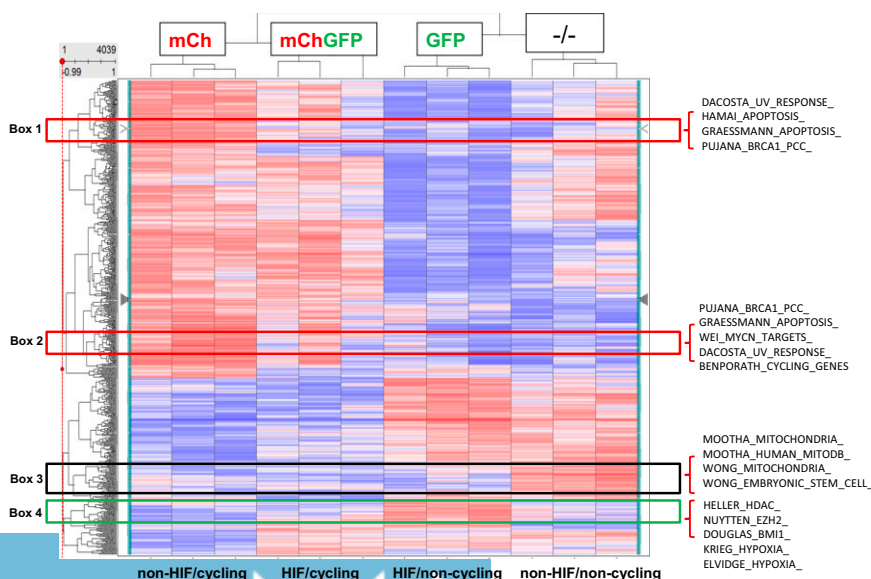 mCh
mChGFP
GFP
-/-
1 4039
-0.99 1
Box 1
DACOSTA_UV_RESPONSE_
HAMAI_APOPTOSIS_
GRAESSMANN_APOPTOSIS_
PUJANA_BRCA1_PCC_
Box 2
PUJANA_BRCA1_PCC_
GRAESSMANN_APOPTOSIS_
WEI_MYCN_TARGETS_
DACOSTA_UV_RESPONSE_
BENPORATH_CYCLING_GENES
Box 3
MOOTHA_MITOCHONDRIA_
MOOTHA_HUMAN_MITODB_
WONG_MITOCHONDRIA_
WONG_EMBRYONIC_STEM_CELL_
Box 4
HELLER_HDAC_
NUYTTEN_EZH2_
DOUGLAS_BMI1_
KRIEG_HYPOXIA_
ELVIDGE_HYPOXIA_
non-HIF/cycling HIF/cycling HIF/non-cycling non-HIF/non-cycling